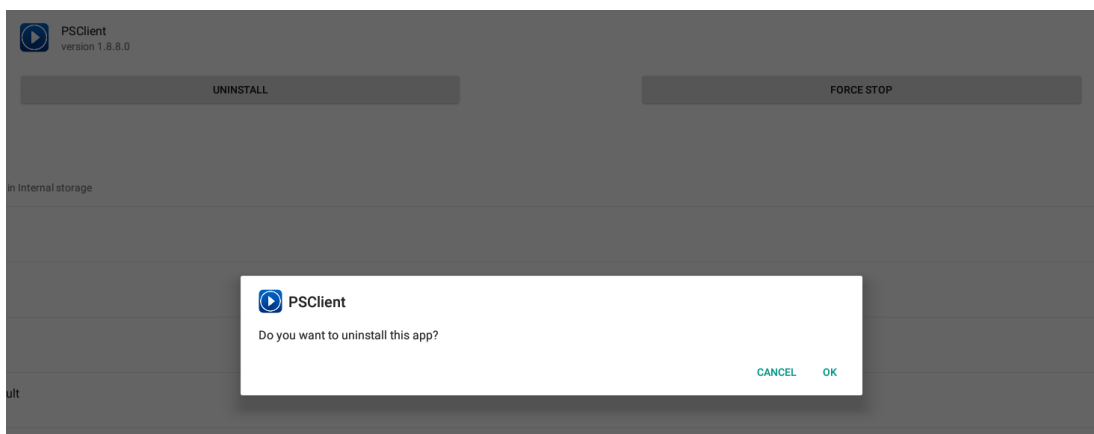 PSClient
version 1.8.8.0
UNINSTALL
FORCE STOP
in Internal storage
PSClient
Do you want to uninstall this app?
CANCEL
OK
ult